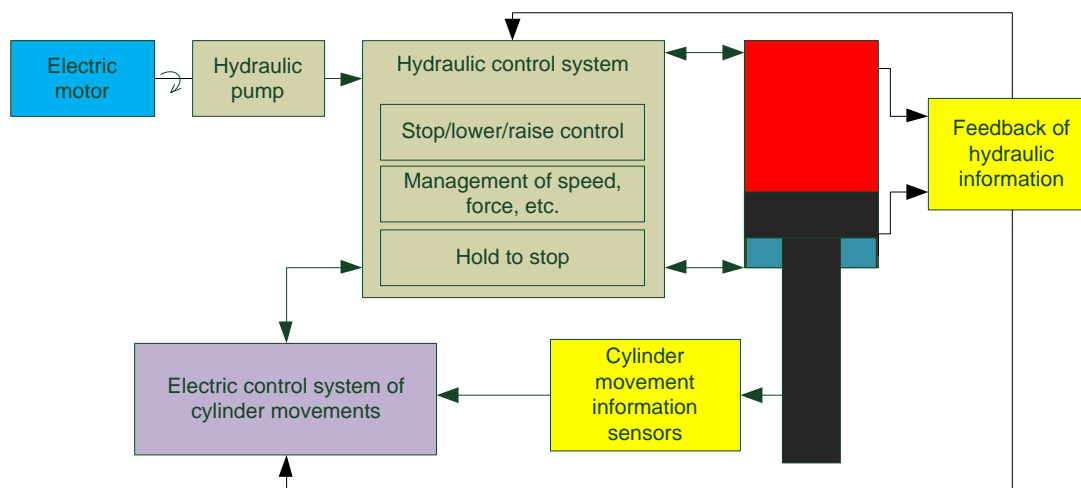 Electric
motor
Hydraulic
pump
Hydraulic control system
Stop/lower/raise control
Management of speed,
force, etc.
Hold to stop
Feedback of
hydraulic
information
Electric control system of
cylinder movements
Cylinder
movement
information
sensors